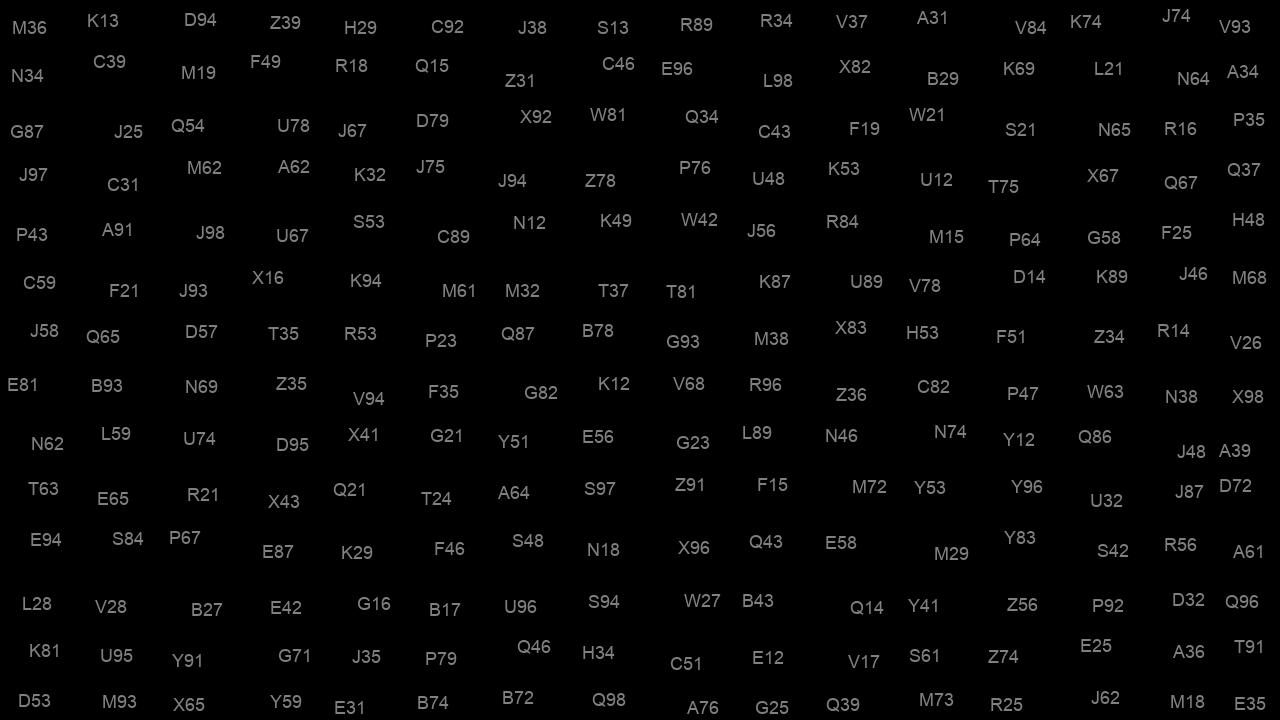 M36 K13 D94 Z39 H29 C92 J38 S13 R89 R34 V37 A31 V84 K74 J74 V93
N34 C39 M19 F49 R18 Q15 Z31 C46 E96 L98 X82 B29 K69 L21 N64 A34
G87 J25 Q54 U78 J67 D79 X92 W81 Q34 C43 F19 W21 S21 N65 R16 P35
J97 C31 M62 A62 K32 J75 J94 Z78 P76 U48 K53 U12 T75 X67 Q67 Q37
P43 A91 J98 U67 S53 C89 N12 K49 W42 J56 R84 M15 P64 G58 F25 H48
C59 F21 J93 X16 K94 M61 M32 T37 T81 K87 U89 V78 D14 K89 J46 M68
J58 Q65 D57 T35 R53 P23 Q87 B78 G93 M38 X83 H53 F51 Z34 R14 V26
E81 B93 N69 Z35 V94 F35 G82 K12 V68 R96 Z36 C82 P47 W63 N38 X98
N62 L59 U74 D95 X41 G21 Y51 E56 G23 L89 N46 N74 Y12 Q86 J48 A39
T63 E65 R21 X43 Q21 T24 A64 S97 Z91 F15 M72 Y53 Y96 U32 J87 D72
E94 S84 P67 E87 K29 F46 S48 N18 X96 Q43 E58 M29 Y83 S42 R56 A61
L28 V28 B27 E42 G16 B17 U96 S94 W27 B43 Q14 Y41 Z56 P92 D32 Q96
K81 U95 Y91 G71 J35 P79 Q46 H34 C51 E12 V17 S61 Z74 E25 A36 T91
D53 M93 X65 Y59 E31 B74 B72 Q98 A76 G25 Q39 M73 R25 J62 M18 E35